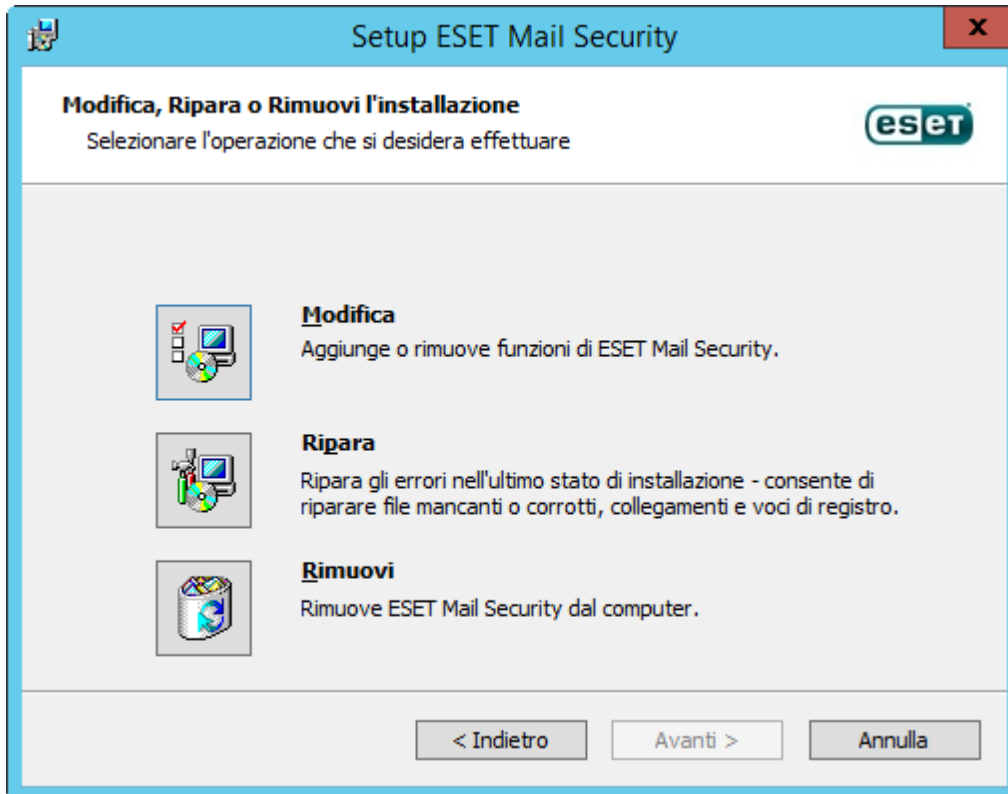 Setup ESET Mail Security
x
Modifica, Ripara o Rimuovi l'installazione
Selezionare l'operazione che si desidera effettuare
eseT
Modifica
Aggiunge o rimuove funzioni di ESET Mail Security.
Ripara
Ripara gli errori nell'ultimo stato di installazione - consente di
riparare file mancanti o corrotti, collegamenti e voci di registro.
Rimuovi
Rimuove ESET Mail Security dal computer.
< Indietro
Avanti >
Annulla